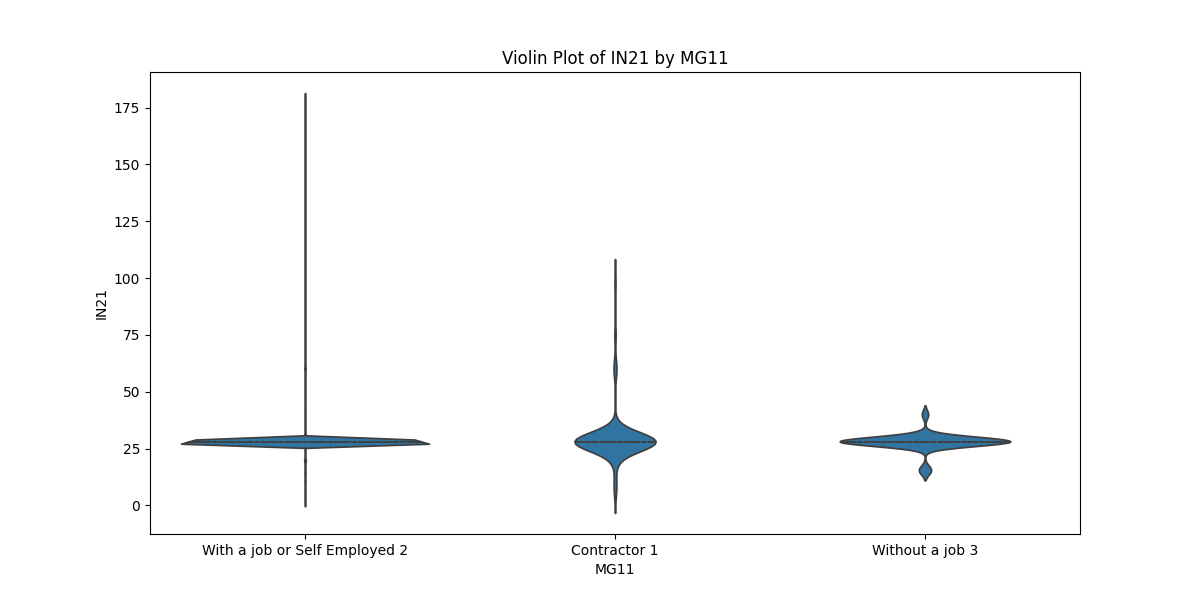 Violin Plot of IN21 by MG11
175
150
125
100
75
50
25
0
IN21
With a job or Self Employed 2
Contractor 1
Without a job 3
MG11